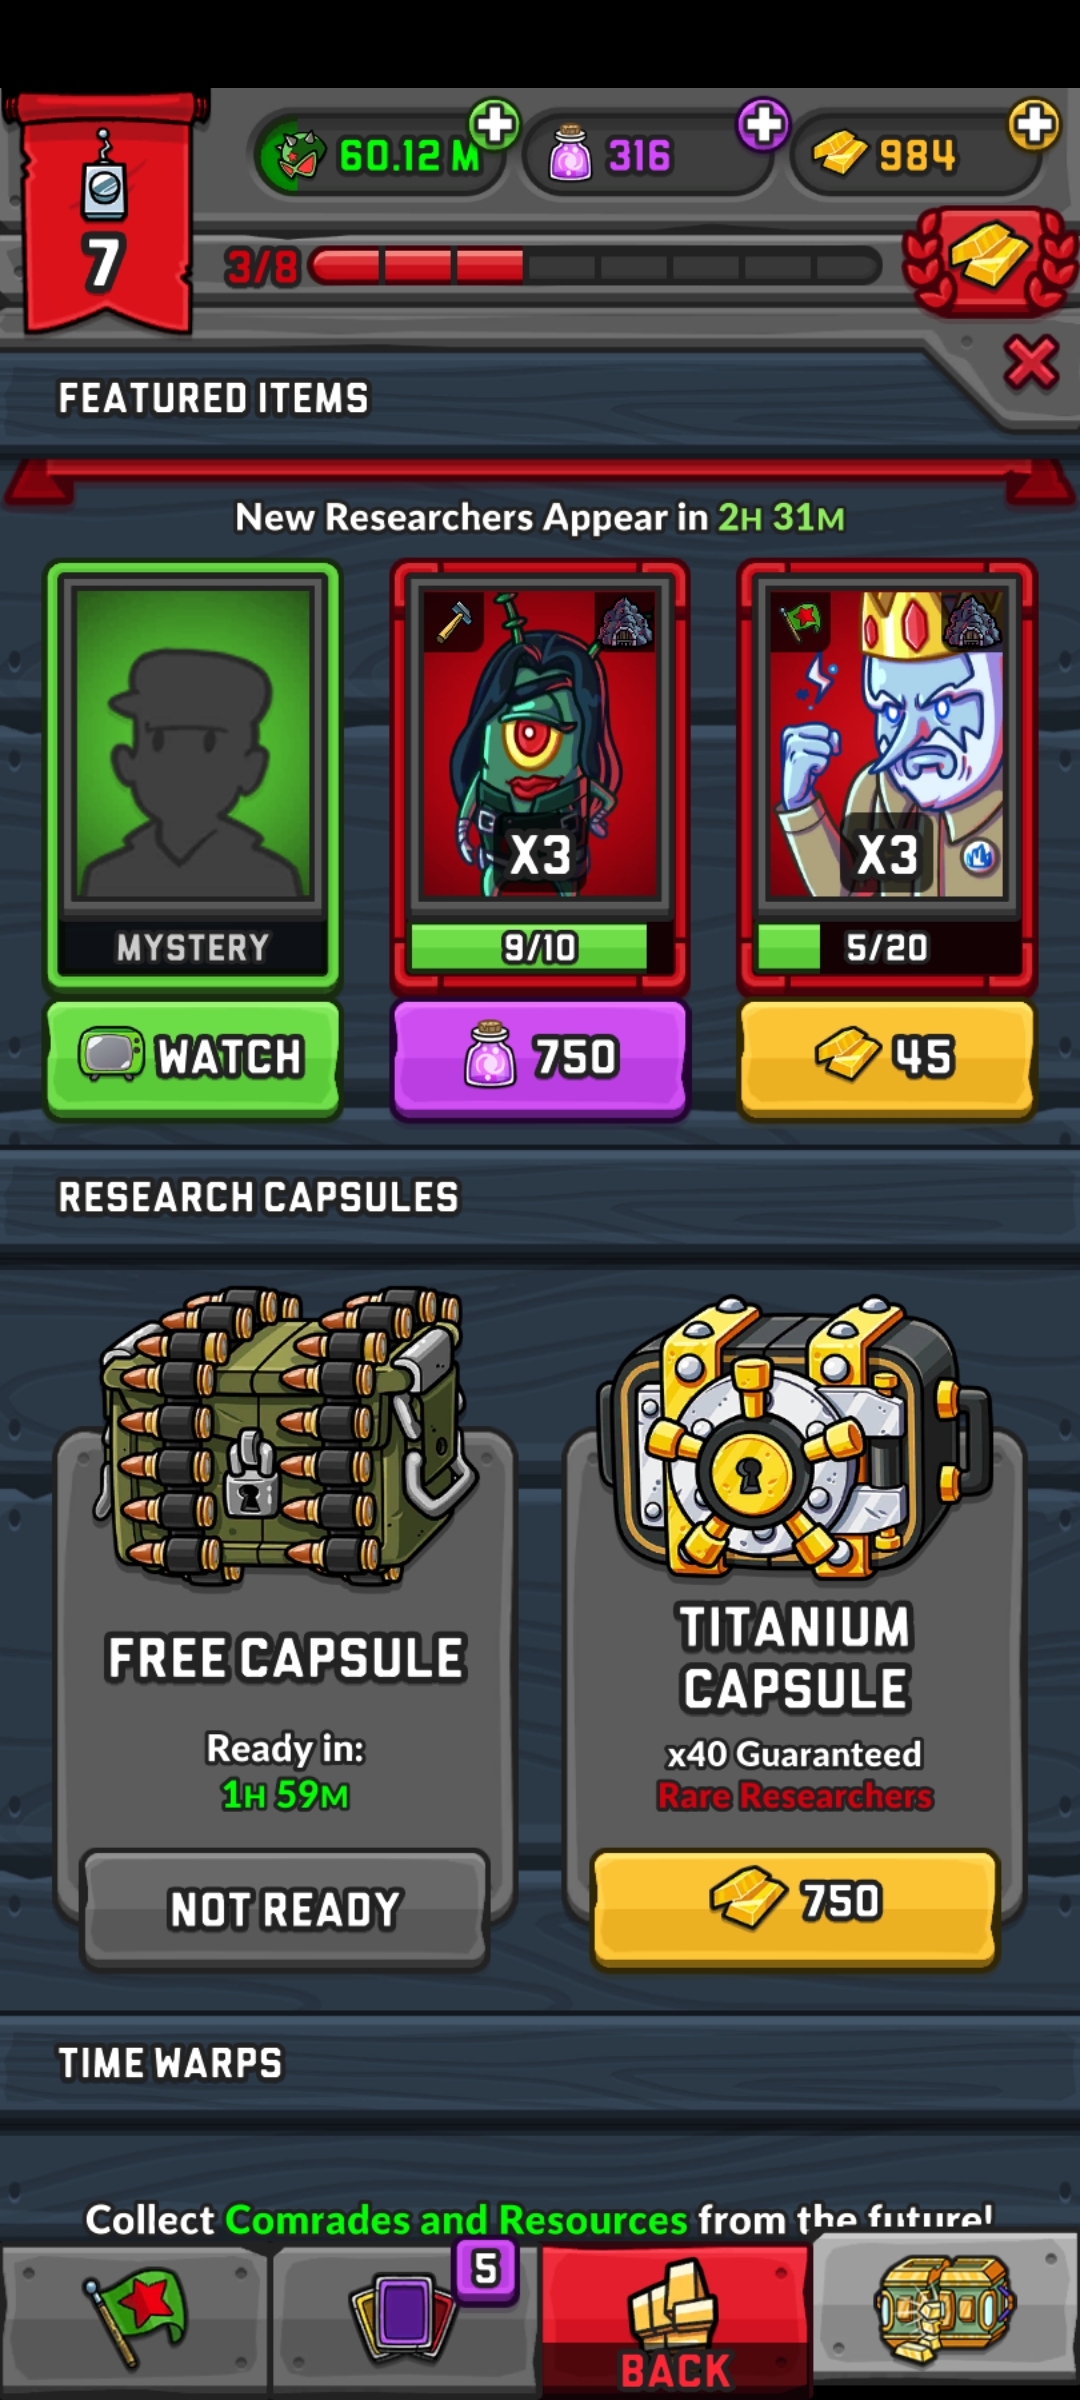 60.12 M
316
984
7
3/8
FEATURED ITEMS
New Researchers Appear in 2H 31M
X3
X3
MYSTERY
9/10
5/20
WATCH
750
45
RESEARCH CAPSULES
FREE CAPSULE
Ready in:
1H 59M
NOT READY
TITANIUM
CAPSULE
x40 Guaranteed
Rare Researchers
750
TIME WARPS
Collect Comrades and Resources from the future!
5
BACK